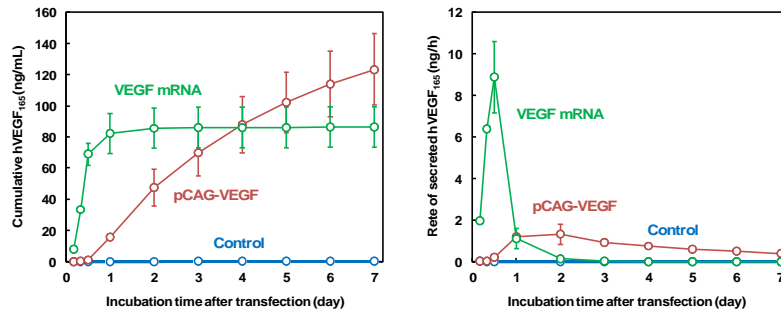 160
140
120
100
80
60
40
20
0
Cumulative hVEGF165 (ng/mL)
VEGF mRNA
pCAG-VEGF
Control
0 1 2 3 4 5 6 7
Incubation time after transfection (day)
12
10
8
6
4
2
0
Rete of secreted hVEGF165 (ng/h)
VEGF mRNA
pCAG-VEGF
Control
0 1 2 3 4 5 6 7
Incubation time after transfection (day)